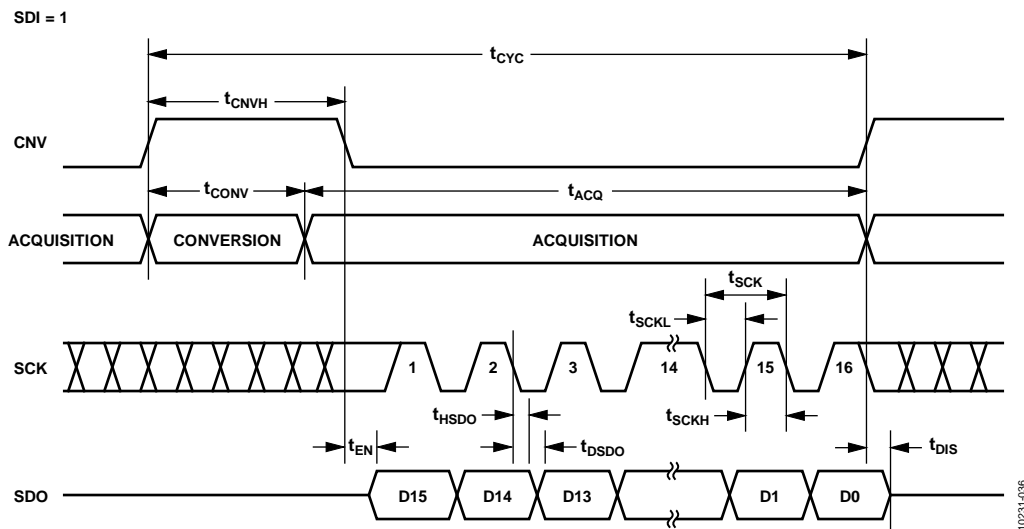 SDI = 1
tCYC
tCNVH
CNV
tCONV
tACQ
ACQUISITION
CONVERSION
ACQUISITION
tSCK
tSCKL
SCK
1
2
3
14
15
16
tHSDO
tSCKH
tEN
tDSDO
tDIS
SDO
D15
D14
D13
D1
D0
10231-036